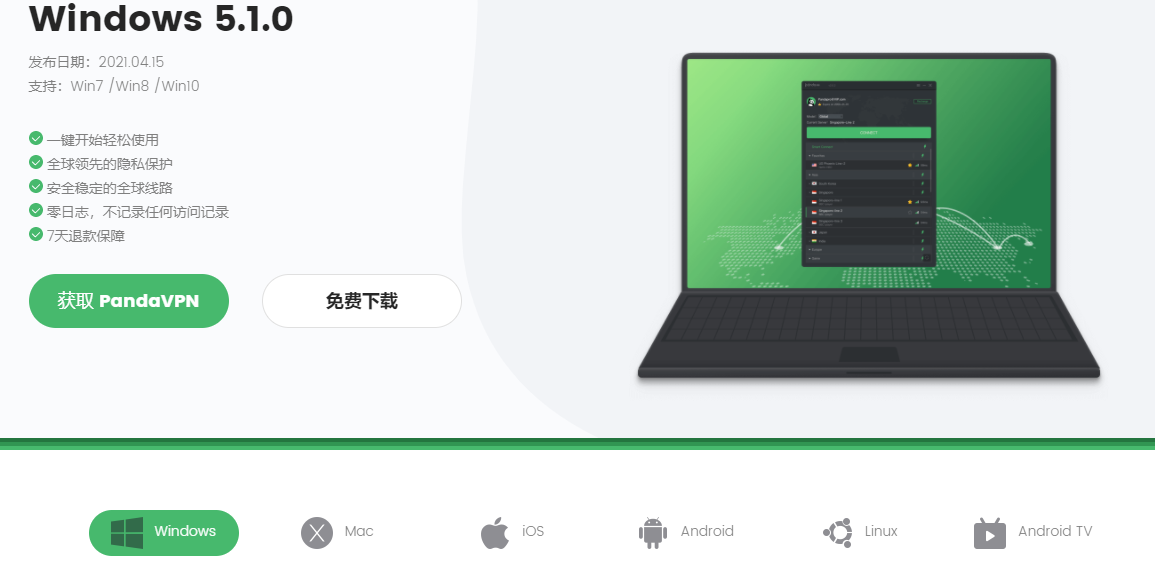 Windows 5.1.0
发布日期：2021.04.15
支持：Win7 /Win8 /Win10
一键开始轻松使用
全球领先的隐私保护
安全稳定的全球线路
零日志，不记录任何访问记录
7天退款保障
获取 PandaVPN
免费下载
CONNECT
Windows
Mac
iOS
Android
Linux
Android TV